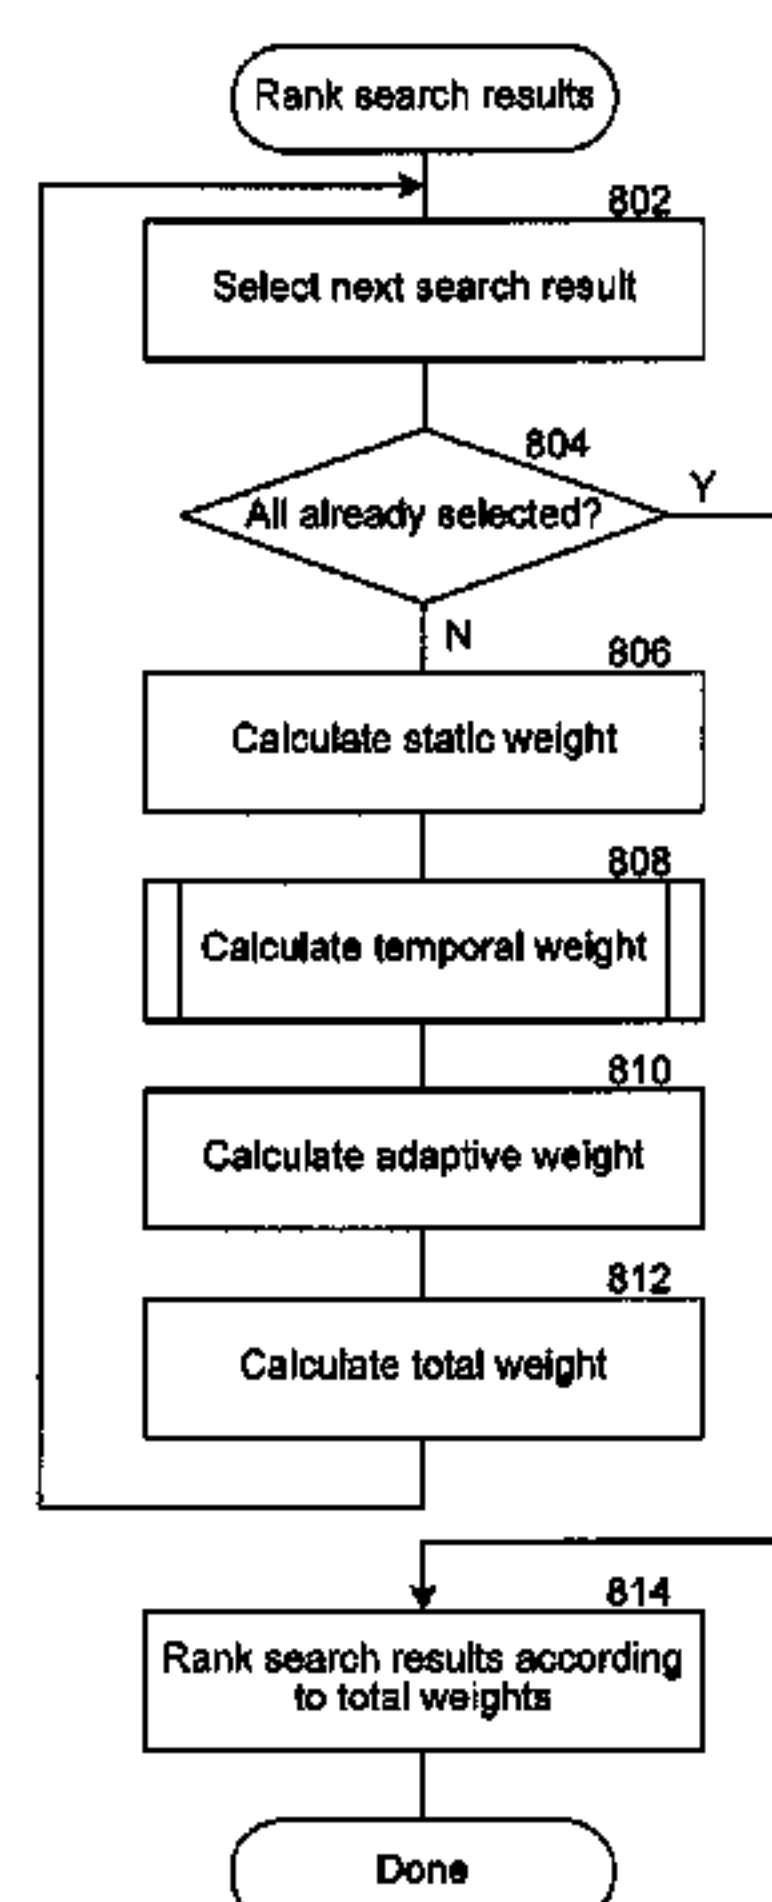 Rank search results
802
Select next search result
804
All already selected?
Y
N
806
Calculate static weight
808
Calculate temporal weight
810
Calculate adaptive weight
812
Calculate total weight
814
Rank search results according
to total weights
Done